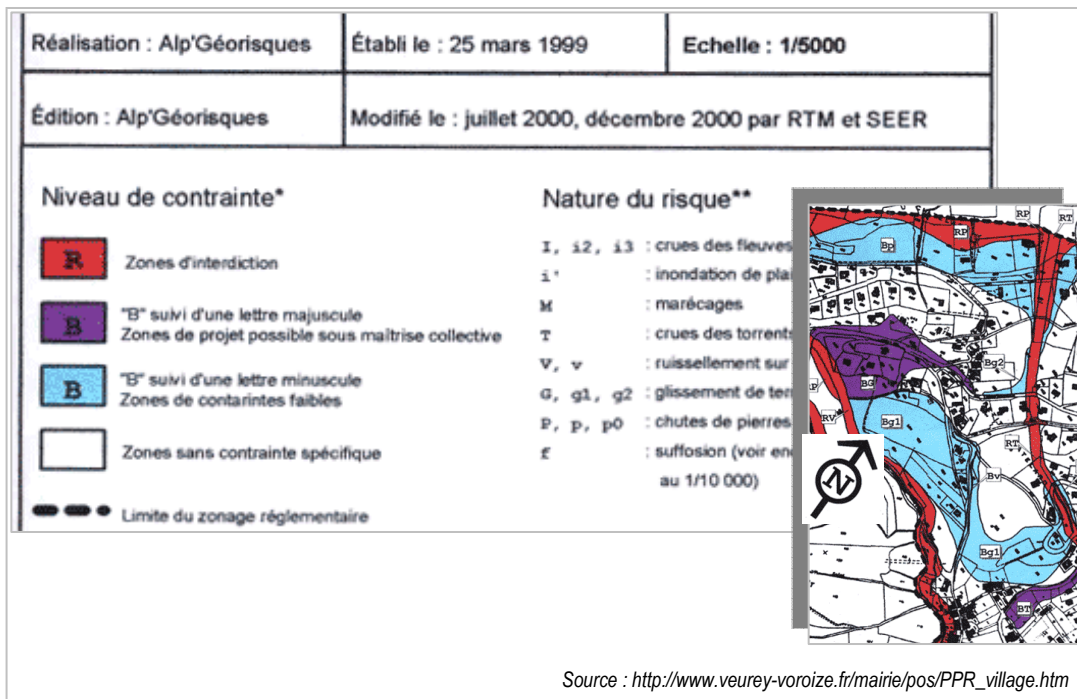 Réalisation : Alp'Géorisques
Établi le : 25 mars 1999
Echelle : 1/5000
Édition : Alp'Géorisques
Modifié le : juillet 2000, décembre 2000 par RTM et SEER
Niveau de contrainte*
R
Zones d'interdiction
B
"B" suivi d'une lettre majuscule
Zones de projet possible sous maîtrise collective
B
"B" suivi d'une lettre minuscule
Zones de contarintes faibles
Zones sans contrainte spécifique
Limite du zonage réglementaire
Nature du risque**
I, i2, i3 : crues des fleuves
i' : inondation de plai
M : marécages
T : crues des torrents
V, v : ruissellement sur
G, g1, g2 : glissement de ter
P, p, p0 : chutes de pierres
f : suffosion (voir en
au 1/10 000)
RP
RT
RP
Bp
Bg2
BG
RV
Bg1
RT
Bv
Bg1
BT
N
Source : http://www.veurey-voroize.fr/mairie/pos/PPR_village.htm